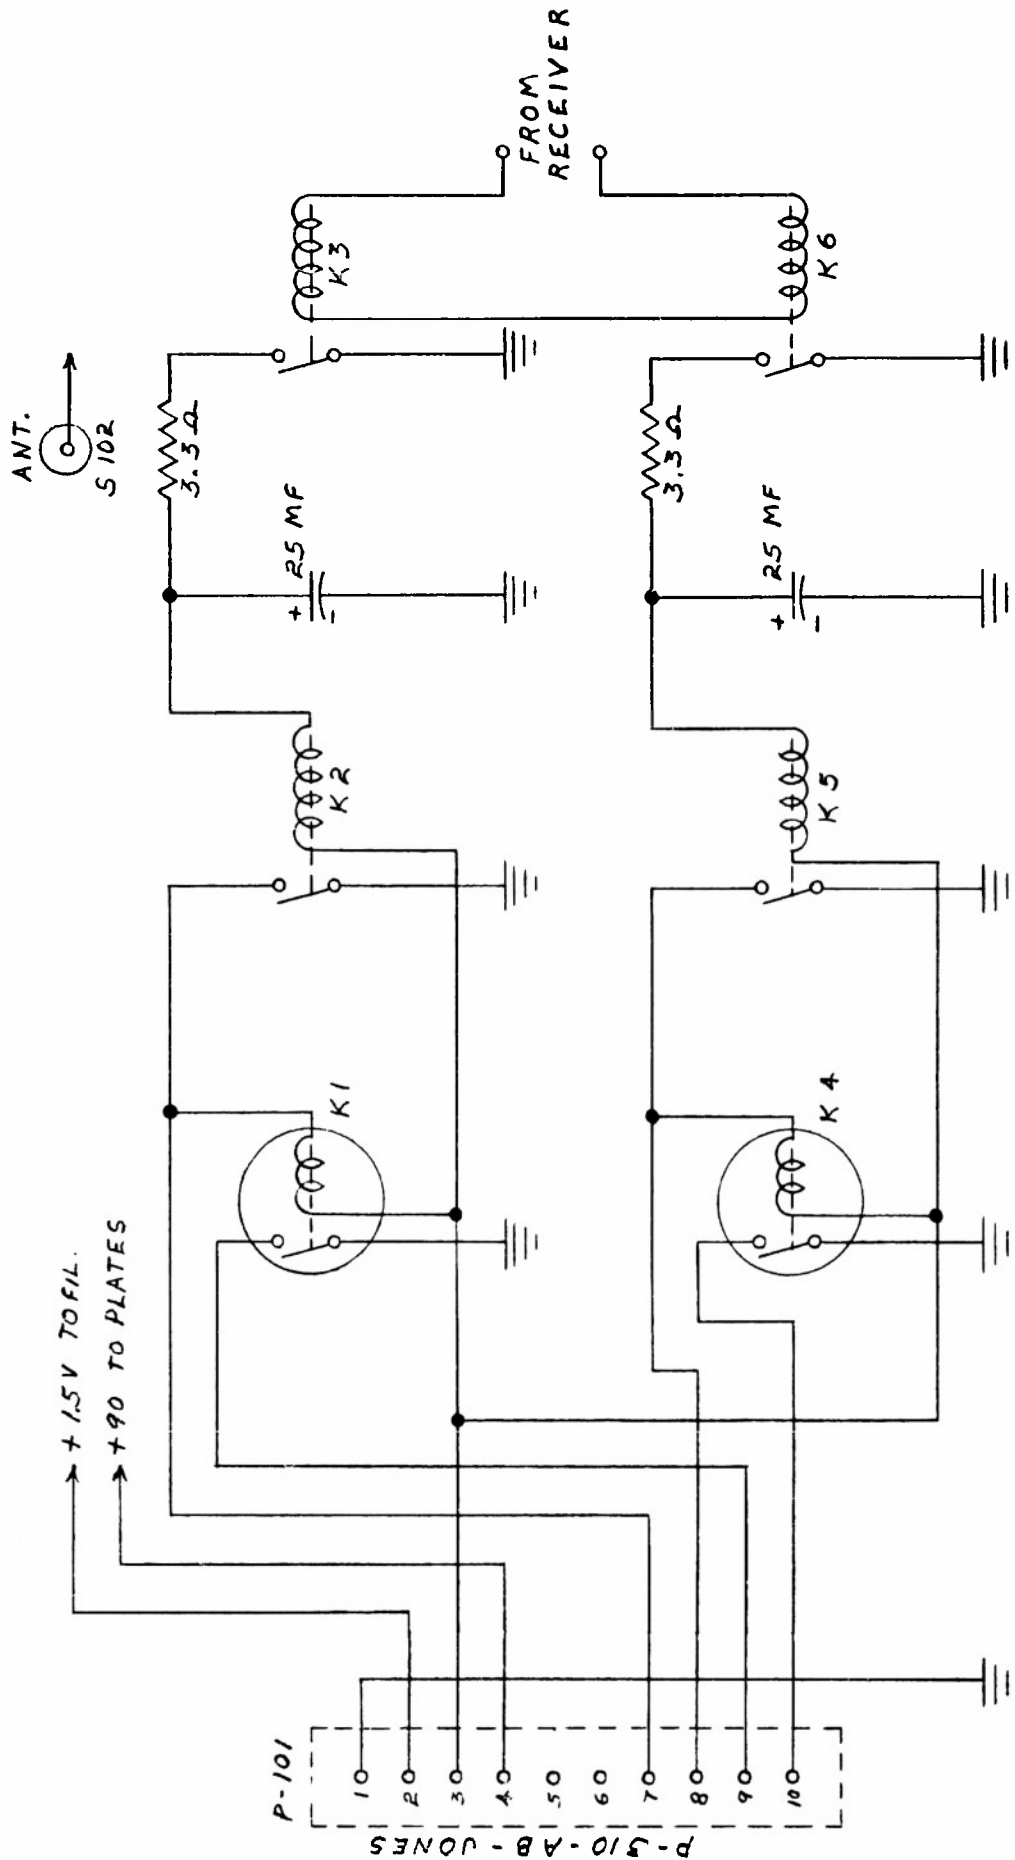 ANT.
S 102
+ 1.5V TO FIL.
+90 TO PLATES
FROM
RECEIVER
3.3 Ω
25 MF
+
-
K1
K2
K3
3.3 Ω
25 MF
+
-
K4
K5
K6
P-101
1
2
3
4
5
6
7
8
9
10
P-310-AB-JONES